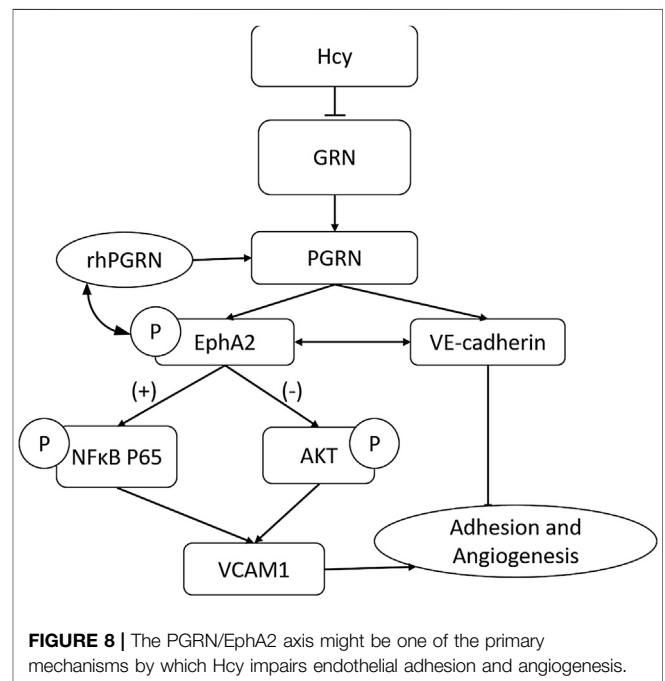 Hcy
GRN
rhPGRN
PGRN
P
EphA2
VE-cadherin
(+)
(-)
P
NFκB P65
AKT
P
Adhesion and
Angiogenesis
VCAM1
FIGURE 8 | The PGRN/EphA2 axis might be one of the primary
mechanisms by which Hcy impairs endothelial adhesion and angiogenesis.